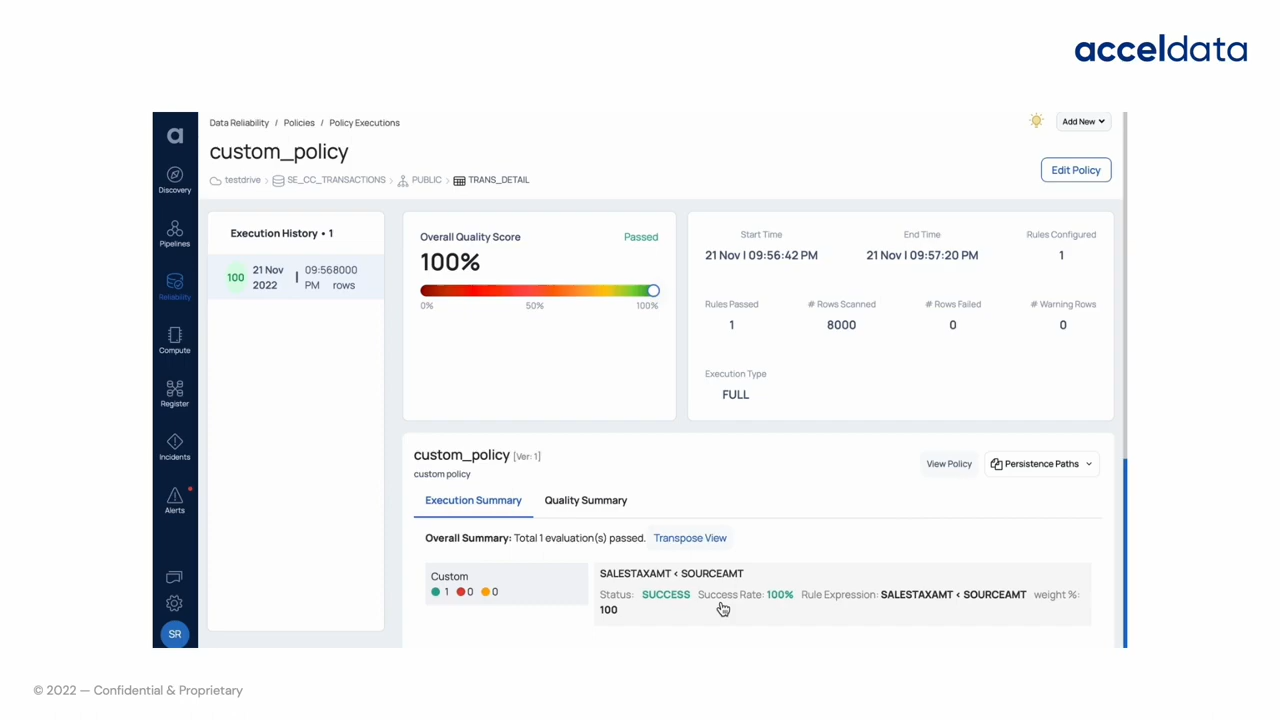 acceldata
Data Reliability / Policies / Policy Executions
Add New
custom_policy
Edit Policy
testdrive > SE_CC_TRANSACTIONS > PUBLIC > TRANS_DETAIL
a
Discovery
Pipelines
Reliability
Compute
Register
Incidents
Alerts
SR
Execution History • 1
100
21 Nov 2022
09:56 PM
8000 rows
Overall Quality Score
Passed
100%
0% 50% 100%
Start Time
21 Nov | 09:56:42 PM
End Time
21 Nov | 09:57:20 PM
Rules Configured
1
Rules Passed
1
# Rows Scanned
8000
# Rows Failed
0
# Warning Rows
0
Execution Type
FULL
custom_policy [Ver: 1]
custom policy
View Policy
Persistence Paths
Execution Summary
Quality Summary
Overall Summary: Total 1 evaluation(s) passed. Transpose View
Custom
1 0 0
SALESTAXAMT < SOURCEAMT
Status: SUCCESS Success Rate: 100% Rule Expression: SALESTAXAMT < SOURCEAMT weight %:
100
© 2022 — Confidential & Proprietary